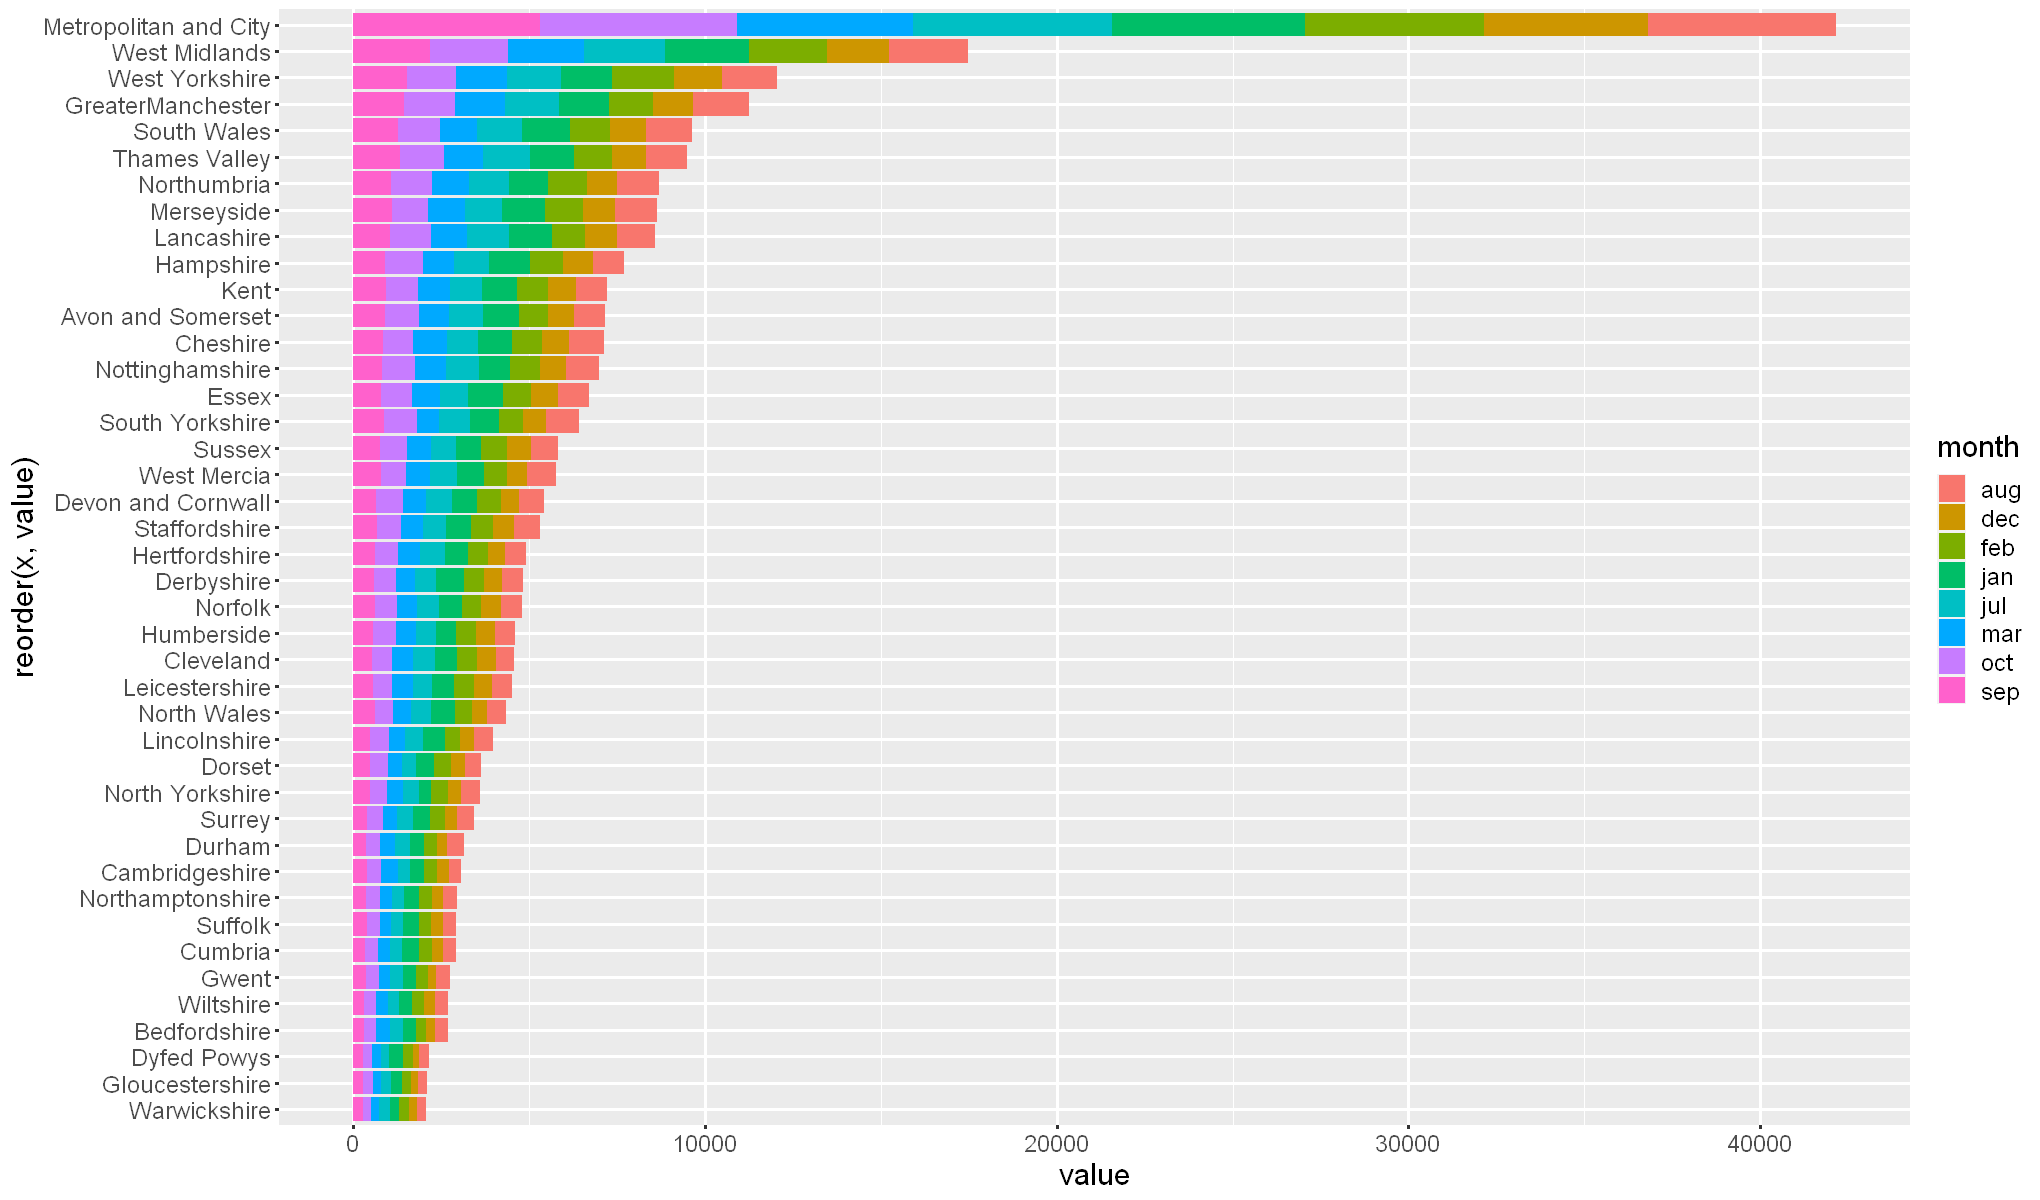 Metropolitan and City
West Midlands
West Yorkshire
GreaterManchester
South Wales
Thames Valley
Northumbria
Merseyside
Lancashire
Hampshire
Kent
Avon and Somerset
Cheshire
Nottinghamshire
Essex
South Yorkshire
Sussex
West Mercia
Devon and Cornwall
Staffordshire
Hertfordshire
Derbyshire
Norfolk
Humberside
Cleveland
Leicestershire
North Wales
Lincolnshire
Dorset
North Yorkshire
Surrey
Durham
Cambridgeshire
Northamptonshire
Suffolk
Cumbria
Gwent
Wiltshire
Bedfordshire
Dyfed Powys
Gloucestershire
Warwickshire
reorder(x, value)
0 10000 20000 30000 40000
value
month
aug
dec
feb
jan
jul
mar
oct
sep